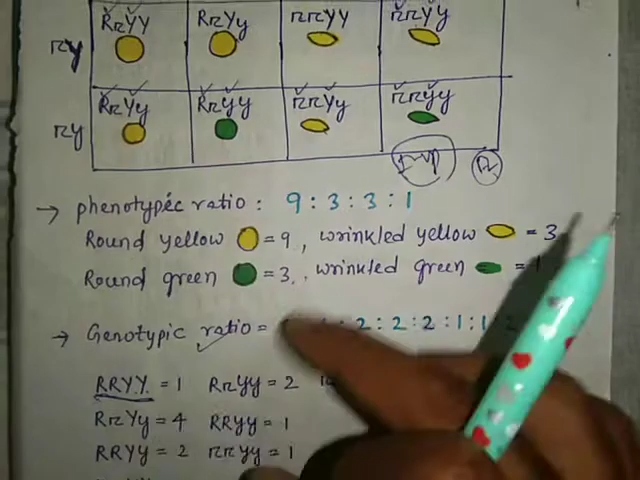 RrYY RrYy rrYY rrYy
rY
RrYy Rryy rrYy rryy
ry
→ phenotypic ratio : 9 : 3 : 3 : 1
Round yellow = 9 , wrinkled yellow = 3
Round green = 3 , wrinkled green = 1
→ Genotypic ratio = : 2 : 2 : 2 : 1 : 1
RRYY = 1 Rryy = 2
RrYy = 4 RRyy = 1
RRYy = 2 rryy = 1